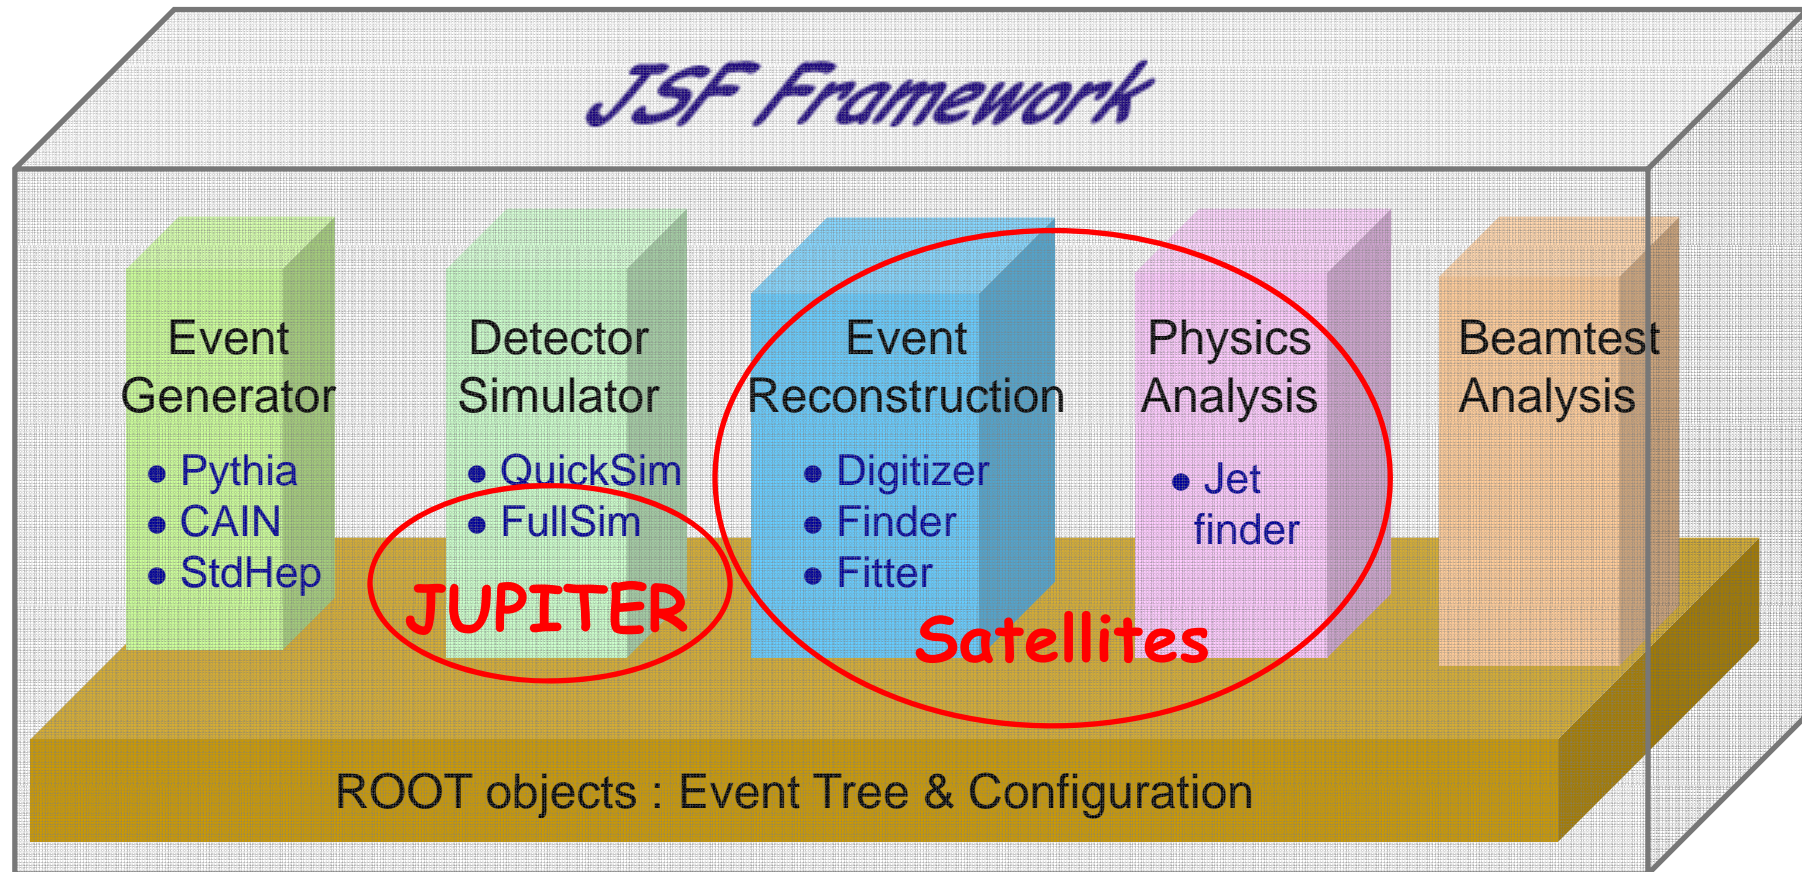 JSF Framework
Event
Generator
• Pythia
• CAIN
• StdHep
Detector
Simulator
• QuickSim
• FullSim
JUPITER
Event
Reconstruction
• Digitizer
• Finder
• Fitter
Physics
Analysis
• Jet
finder
Satellites
Beamtest
Analysis
ROOT objects : Event Tree & Configuration